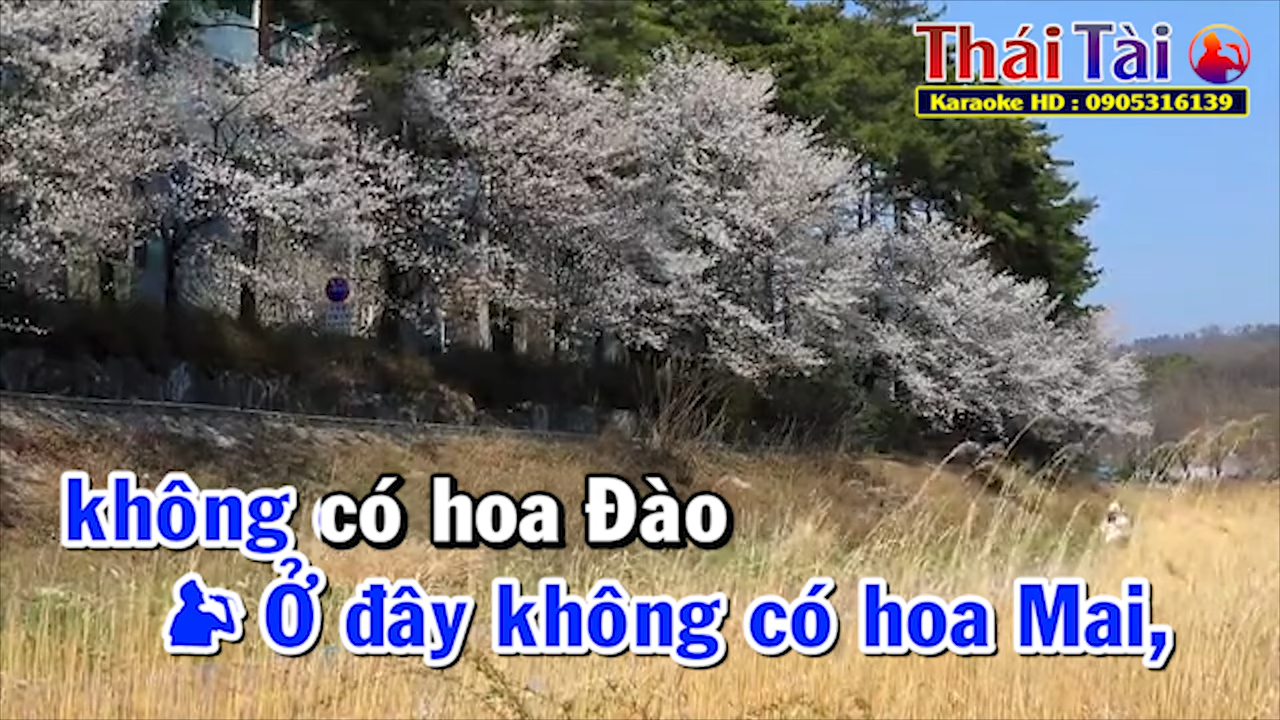 Thái Tài
Karaoke HD : 0905316139
không có hoa Đào
Ở đây không có hoa Mai,